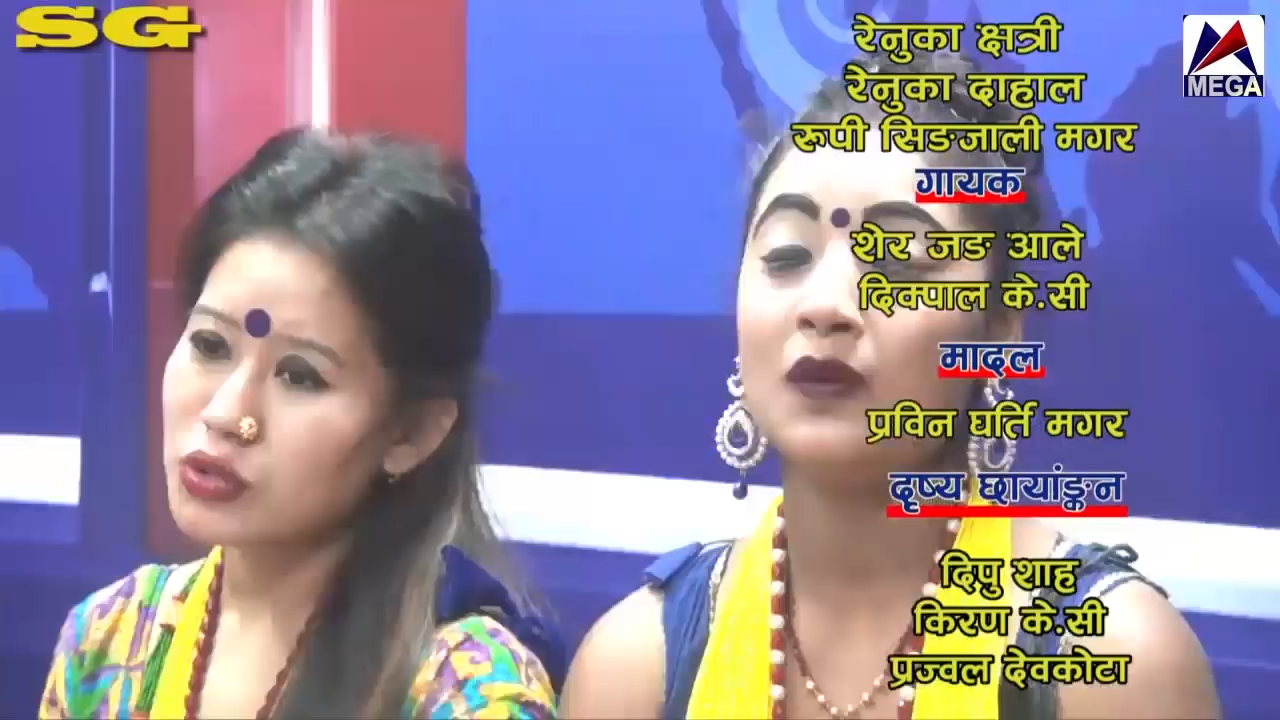 SG
MEGA
रेनुका क्षत्री
रेनुका दाहाल
रूपी सिङजाली मगर
गायक
शेर जङ आले
दिक्पाल के.सी
मादल
प्रविन घर्ति मगर
दृष्य छायांङ्कन
दिपु शाह
किरण के.सी
प्रज्वल देवकोटा